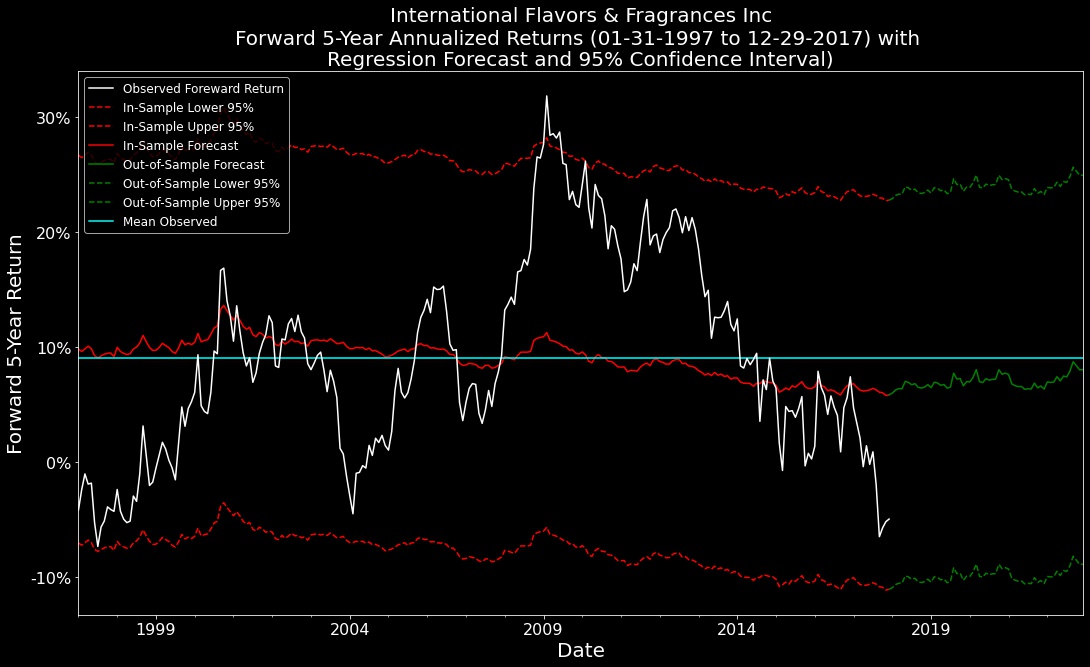 International Flavors & Fragrances Inc
Forward 5-Year Annualized Returns (01-31-1997 to 12-29-2017) with
Regression Forecast and 95% Confidence Interval)
Observed Foreward Return
In-Sample Lower 95%
In-Sample Upper 95%
In-Sample Forecast
Out-of-Sample Forecast
Out-of-Sample Lower 95%
Out-of-Sample Upper 95%
Mean Observed
Forward 5-Year Return
30%
20%
10%
0%
-10%
1999
2004
2009
2014
2019
Date